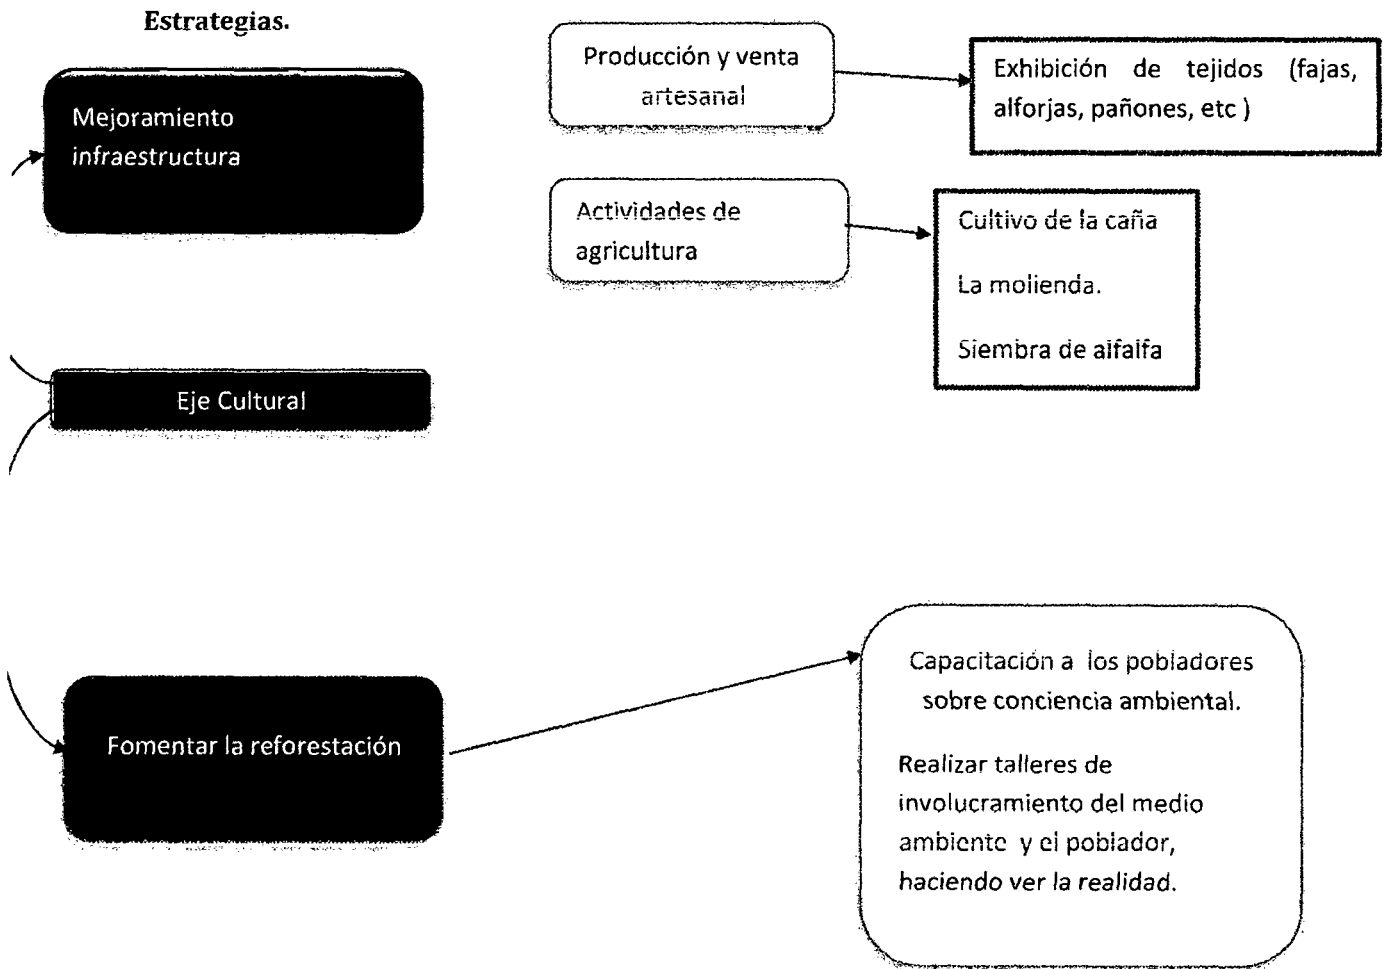 Estrategias.
Mejoramiento
infraestructura
Producción y venta
artesanal
Exhibición de tejidos (fajas,
alforjas, pañones, etc )
Actividades de
agricultura
Cultivo de la caña
La molienda.
Siembra de alfalfa
Eje Cultural
Fomentar la reforestación
Capacitación a los pobladores
sobre conciencia ambiental.
Realizar talleres de
involucramiento del medio
ambiente y el poblador,
haciendo ver la realidad.